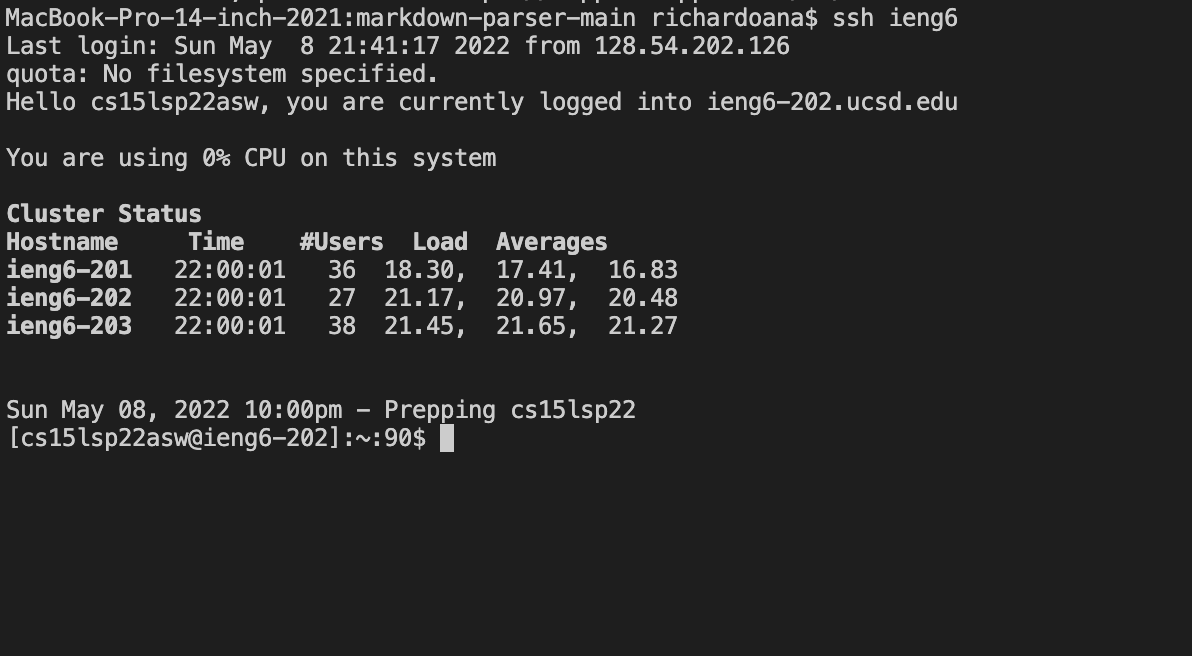 MacBook-Pro-14-inch-2021:markdown-parser-main richardoana$ ssh ieng6
Last login: Sun May  8 21:41:17 2022 from 128.54.202.126
quota: No filesystem specified.
Hello cs15lsp22asw, you are currently logged into ieng6-202.ucsd.edu
You are using 0% CPU on this system
Cluster Status
Hostname     Time    #Users  Load  Averages
ieng6-201   22:00:01   36  18.30,  17.41,  16.83
ieng6-202   22:00:01   27  21.17,  20.97,  20.48
ieng6-203   22:00:01   38  21.45,  21.65,  21.27
Sun May 08, 2022 10:00pm - Prepping cs15lsp22
[cs15lsp22asw@ieng6-202]:~:90$